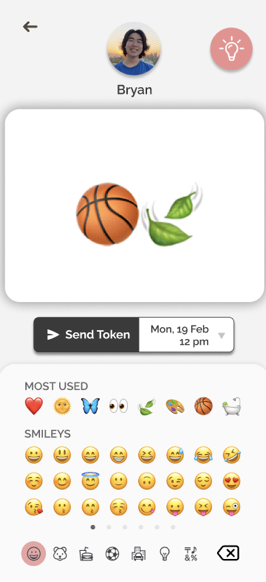 Bryan
Send Token
Mon, 19 Feb
12 pm
MOST USED
SMILEYS
&%